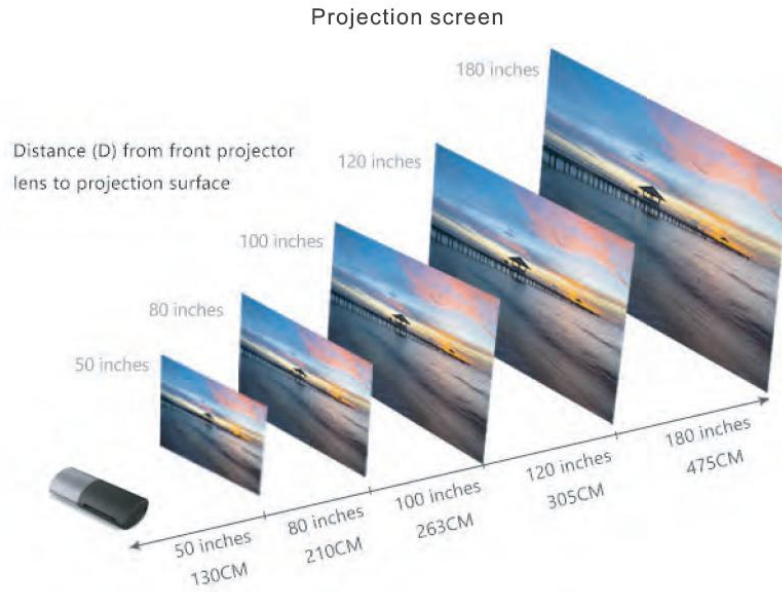 Projection screen
180 inches
Distance (D) from front projector
lens to projection surface
120 inches
100 inches
80 inches
50 inches
50 inches
130CM
80 inches
210CM
100 inches
263CM
120 inches
305CM
180 inches
475CM